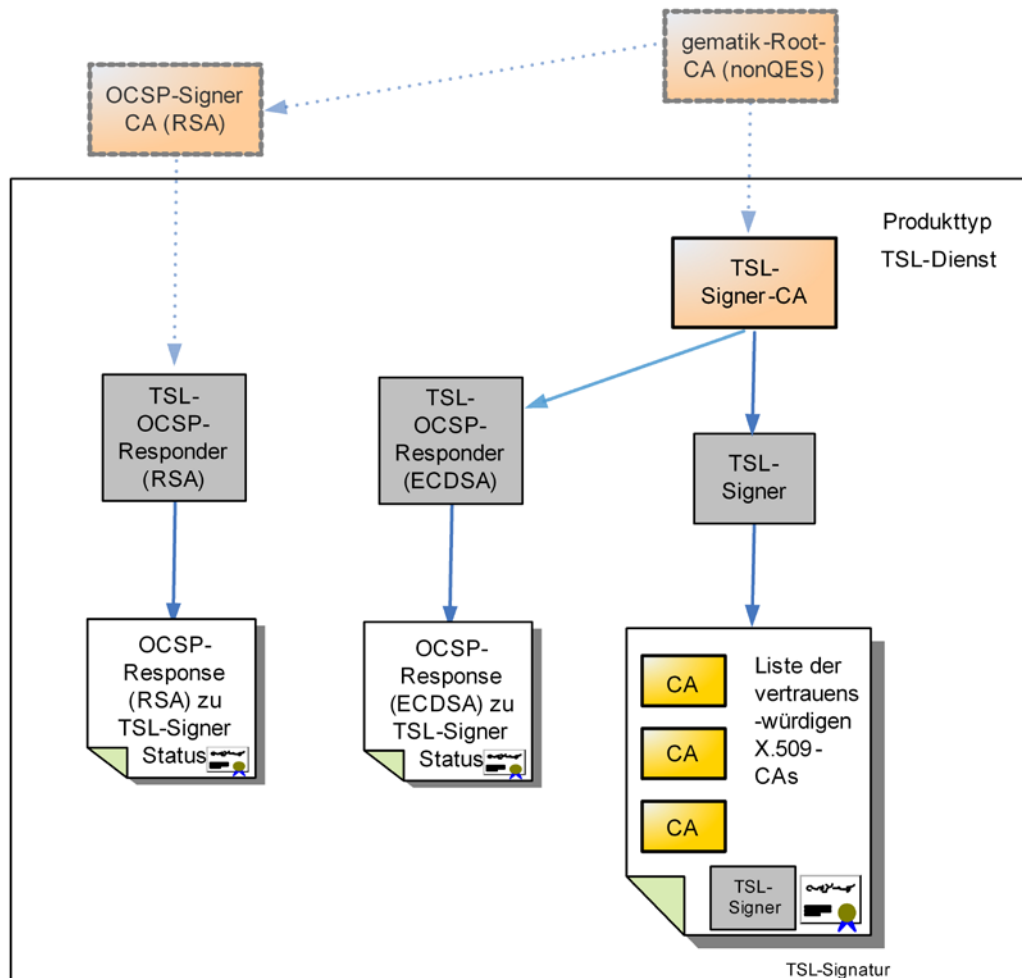 gematik-Root-
CA (nonQES)
OCSP-Signer
CA (RSA)
Produkttyp
TSL-Dienst
TSL-
Signer-CA
TSL-
OCSP-
Responder
(RSA)
TSL-
OCSP-
Responder
(ECDSA)
TSL-
Signer
OCSP-
Response
(RSA) zu
TSL-Signer
Status
OCSP-
Response
(ECDSA) zu
TSL-Signer
Status
CA
CA
CA
Liste der
vertrauens
-würdigen
X.509-
CAs
TSL-
Signer
TSL-Signatur